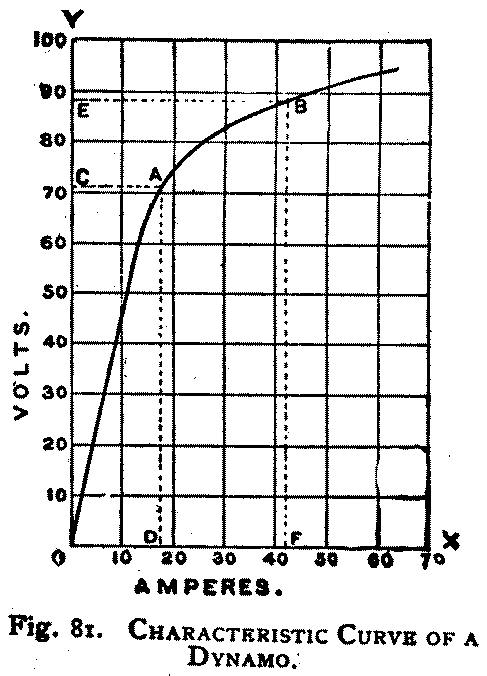 Y
100
90
E
B
80
C
A
70
60
50
40
30
20
10
VOLTS.
D
F
0 10 20 30 40 50 60 70 X
AMPERES.
Fig. 81. CHARACTERISTIC CURVE OF A
DYNAMO.